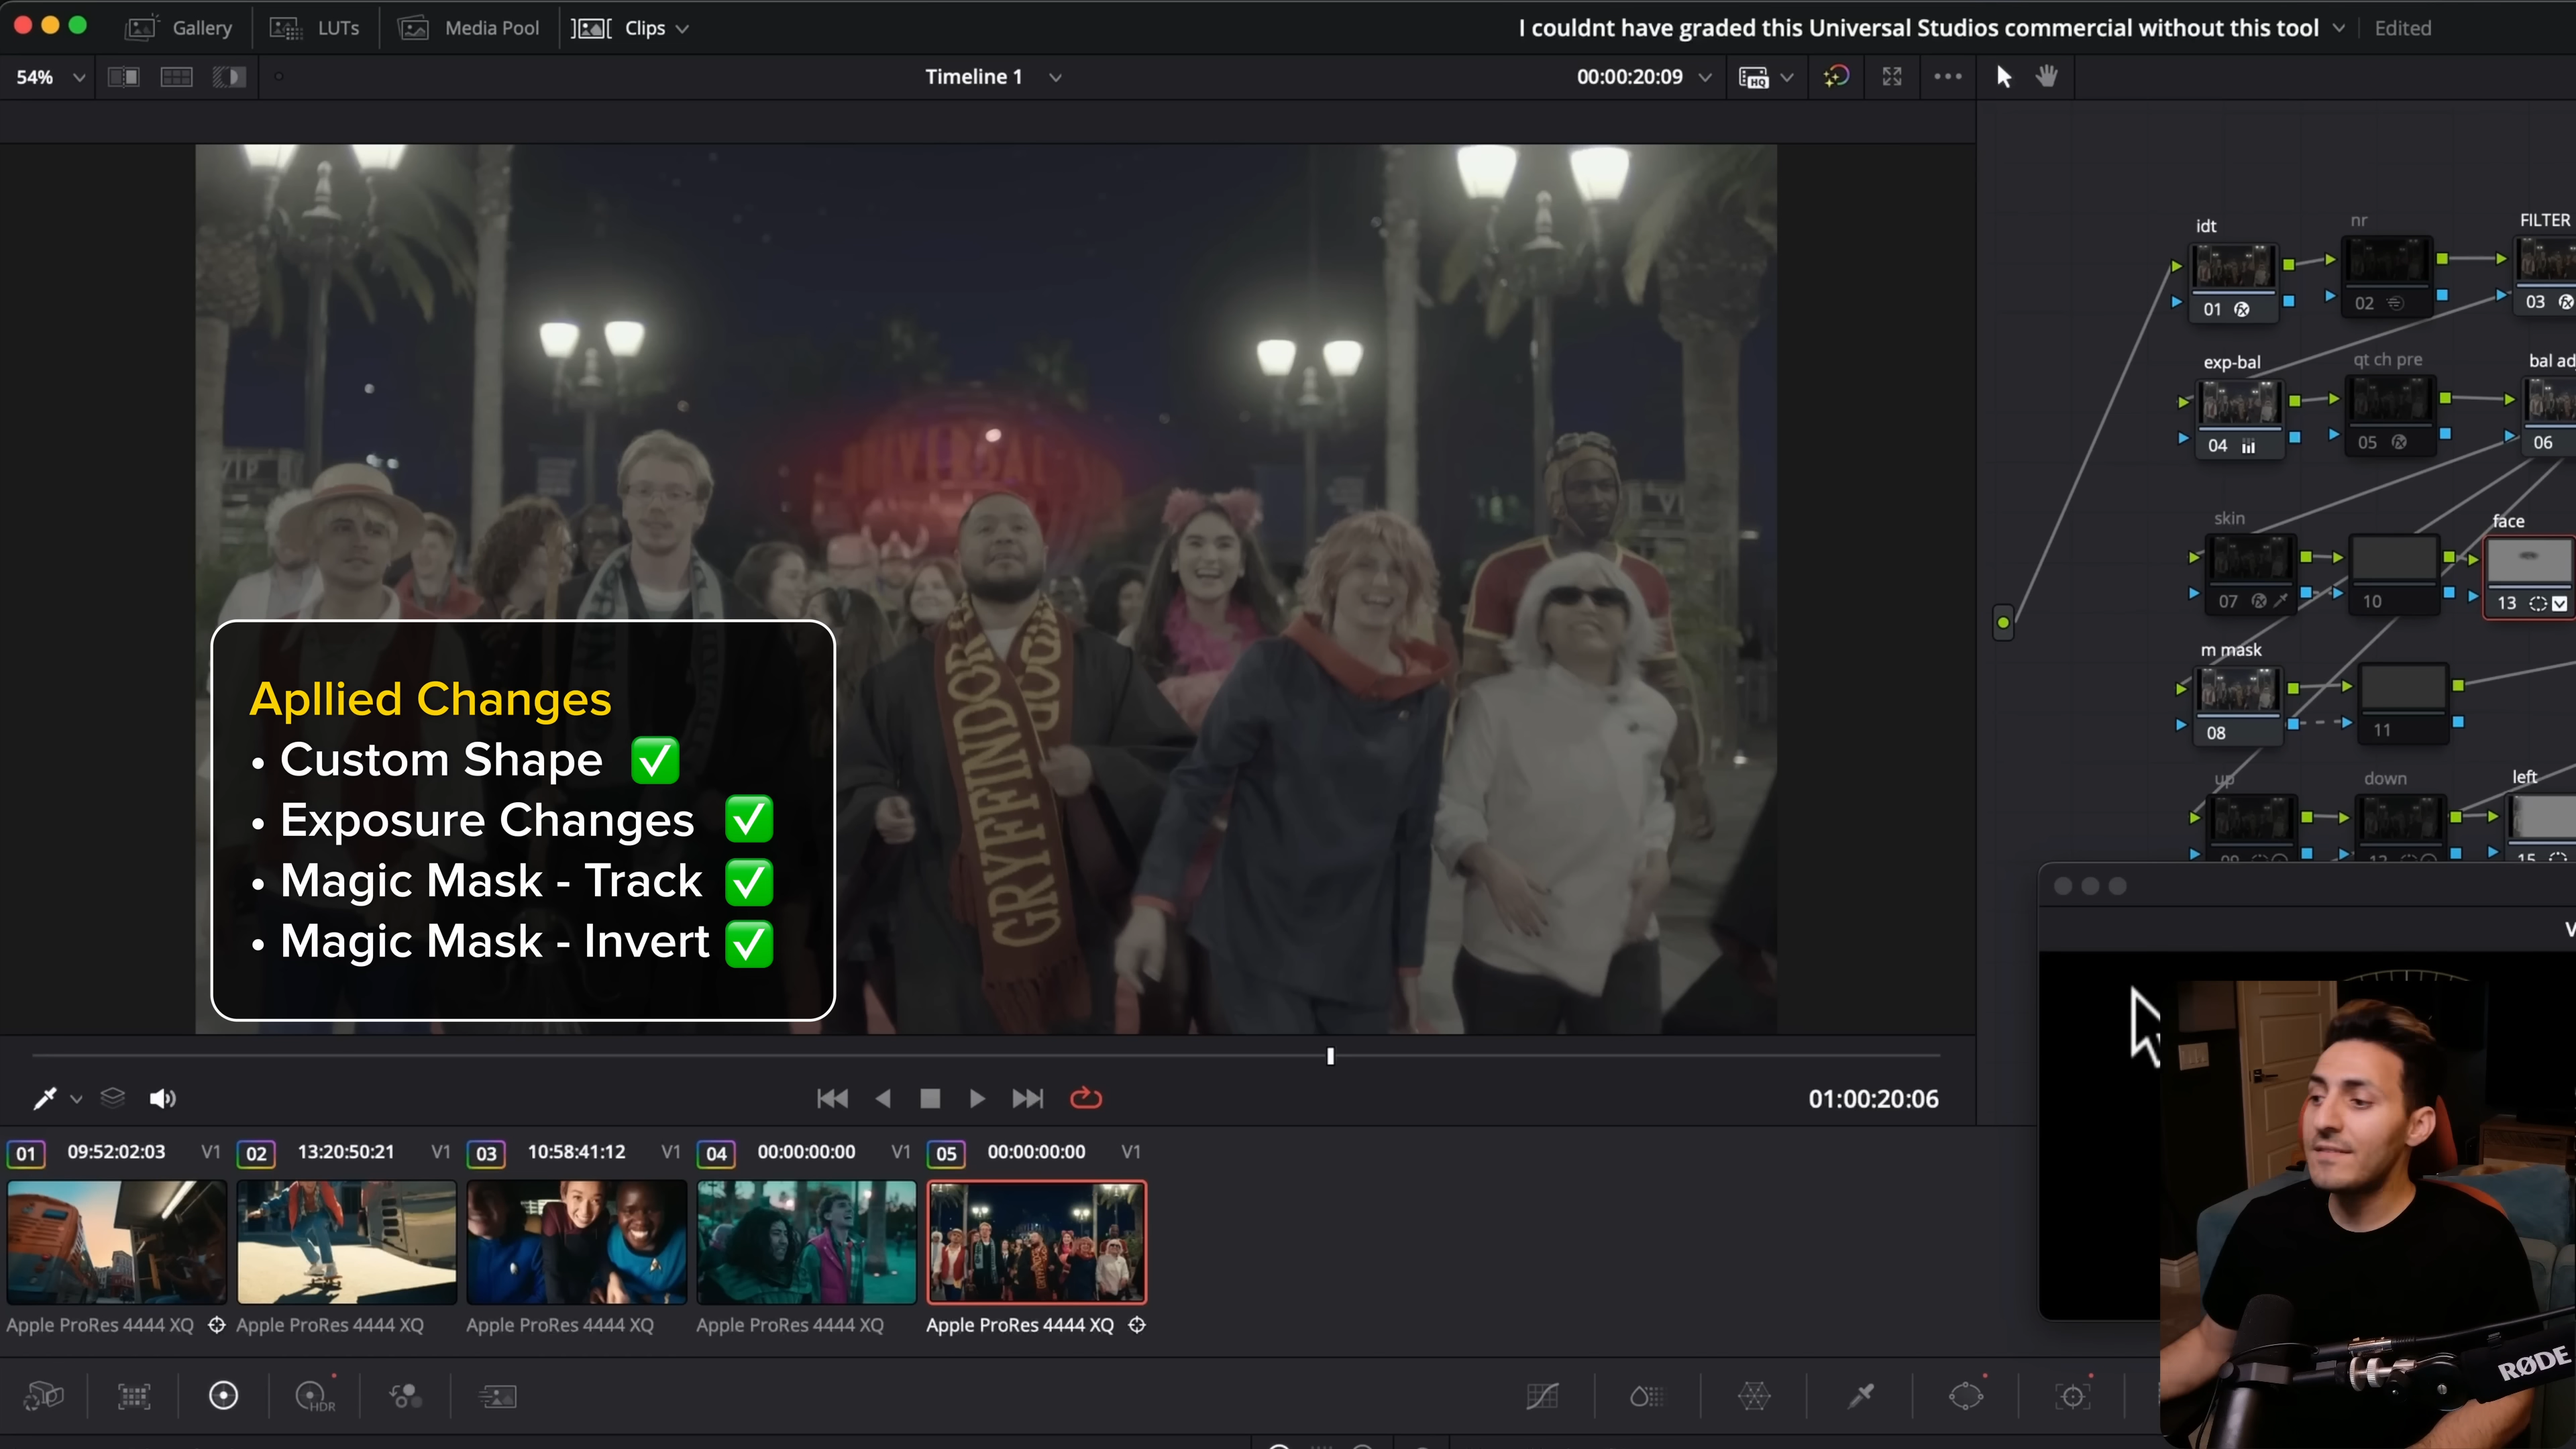 Gallery
LUTs
Media Pool
Clips
I couldnt have graded this Universal Studios commercial without this tool
Edited
54%
Timeline 1
00:00:20:09
HQ
idt
nr
FILTER
01
02
03
exp-bal
qt ch pre
bal ad
04
05
06
skin
face
07
10
13
m mask
08
11
up
down
left
15
VIP
UNIVERSAL
GRYFFINDOR
Apllied Changes
• Custom Shape ✅
• Exposure Changes ✅
• Magic Mask - Track ✅
• Magic Mask - Invert ✅
01:00:20:06
01 09:52:02:03 V1
02 13:20:50:21 V1
03 10:58:41:12 V1
04 00:00:00:00 V1
05 00:00:00:00 V1
Apple ProRes 4444 XQ
Apple ProRes 4444 XQ
Apple ProRes 4444 XQ
Apple ProRes 4444 XQ
Apple ProRes 4444 XQ
HDR
RØDE